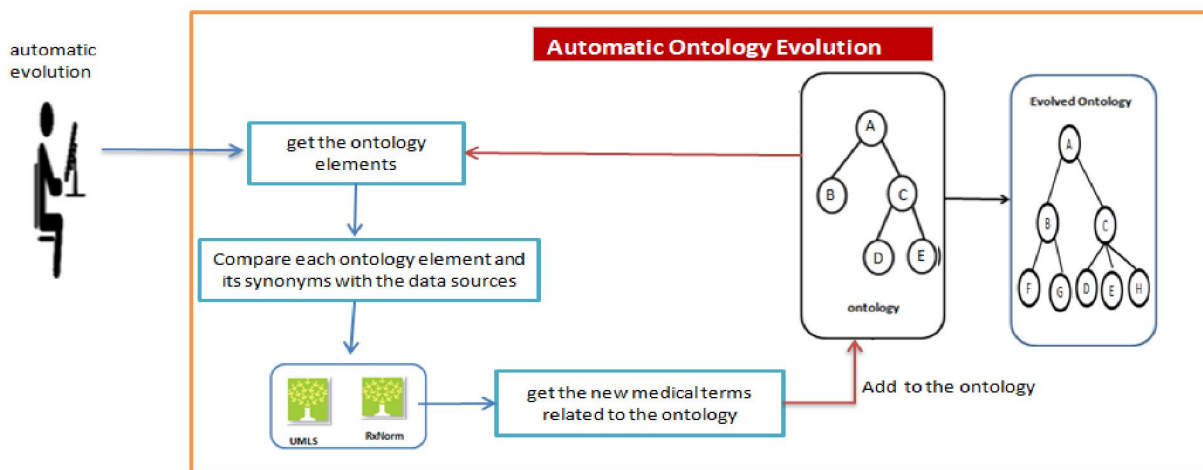 automatic
evolution
Automatic Ontology Evolution
get the ontology
elements
Compare each ontology element and
its synonyms with the data sources
UMLS
RxNorm
get the new medical terms
related to the ontology
Add to the ontology
A
B
C
D
E
ontology
Evolved Ontology
A
B
C
F
G
D
E
H